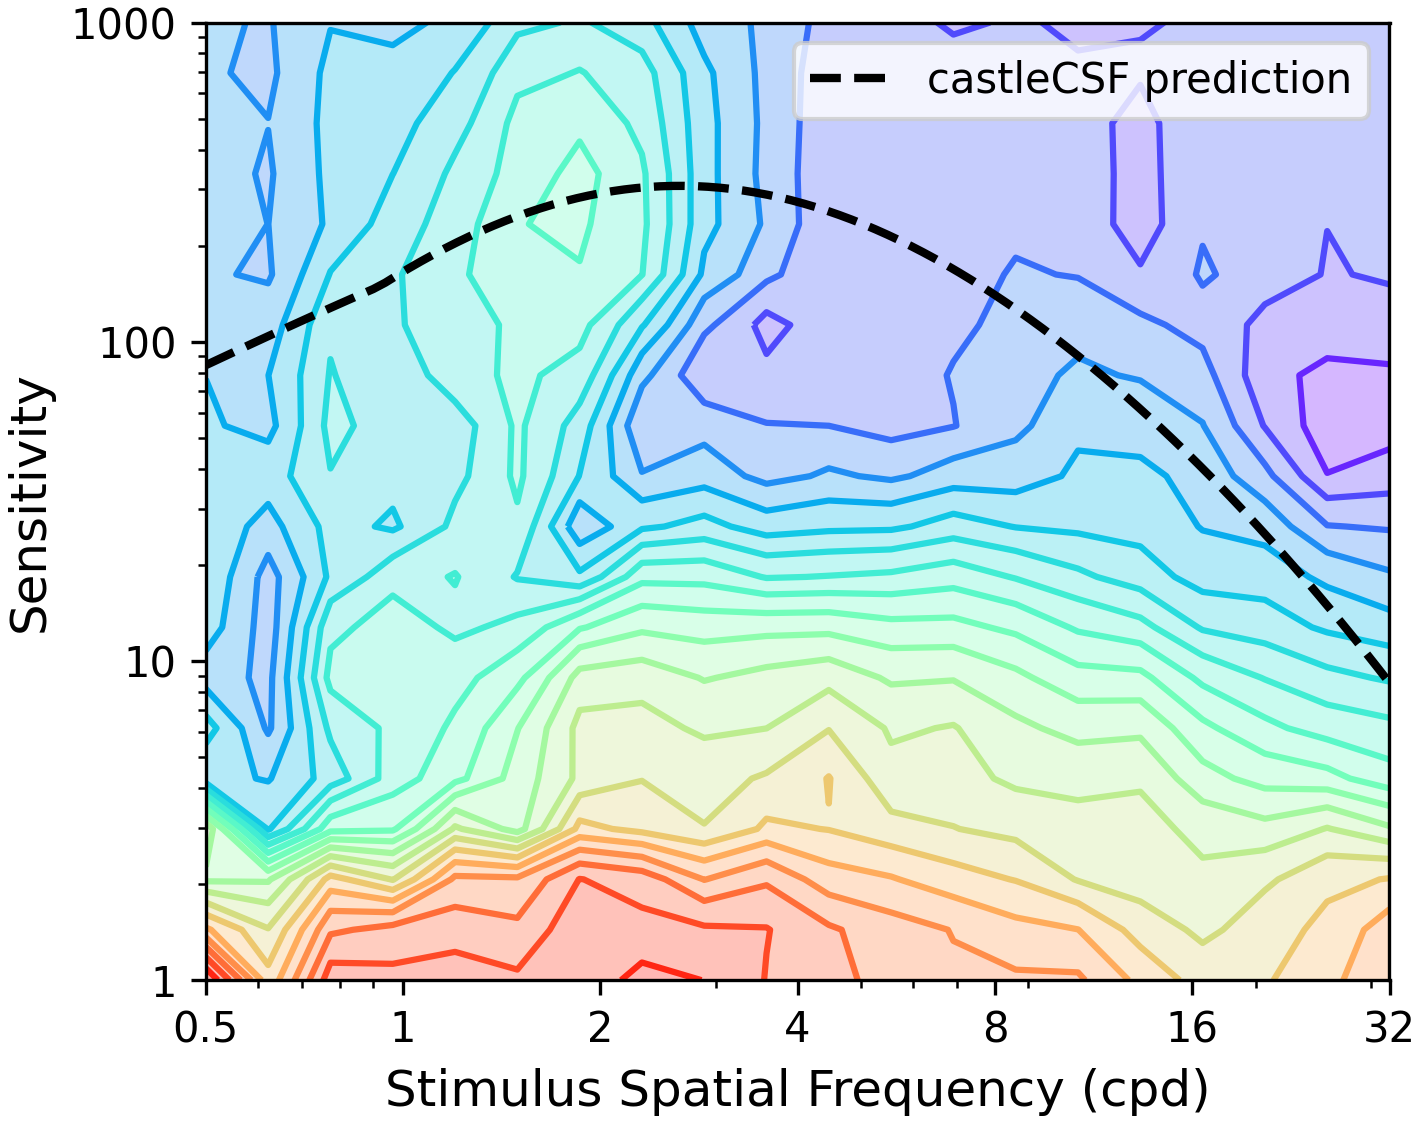 1000
100
10
1
Sensitivity
castleCSF prediction
0.5 1 2 4 8 16 32
Stimulus Spatial Frequency (cpd)